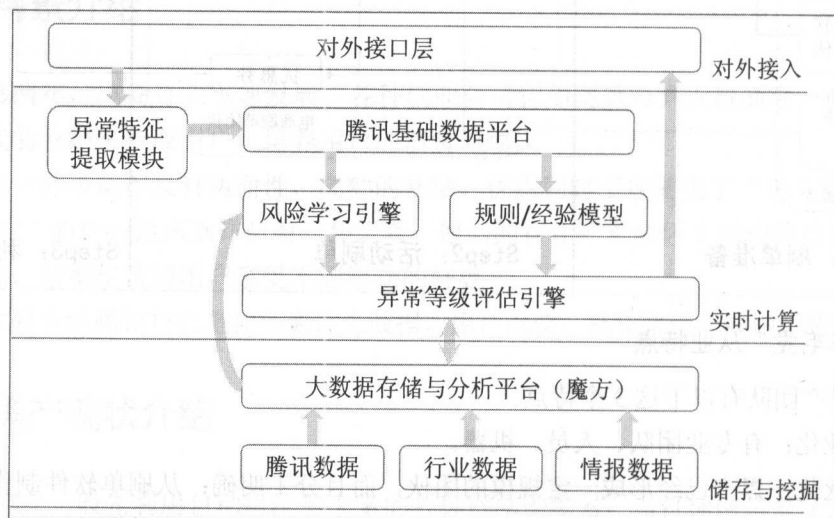 对外接口层
对外接入
异常特征
提取模块
腾讯基础数据平台
风险学习引擎
规则/经验模型
异常等级评估引擎
实时计算
大数据存储与分析平台（魔方）
腾讯数据
行业数据
情报数据
储存与挖掘